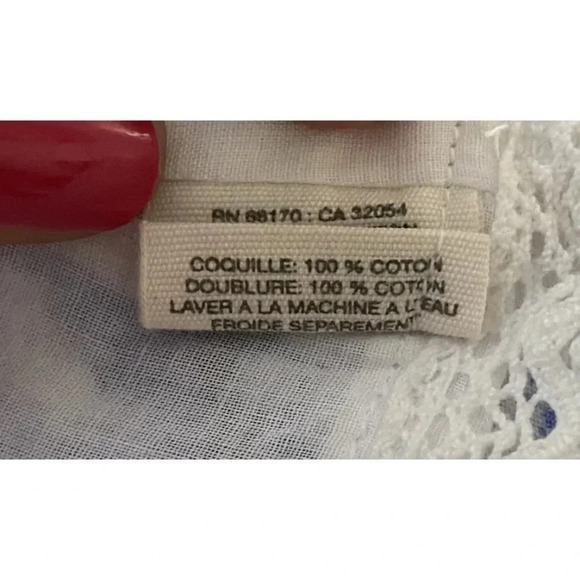 RN 68170 : CA 32054
COQUILLE: 100 % COTON
DOUBLURE: 100 % COTON
LAVER A LA MACHINE A L'EAU
FROIDE SEPAREMENT